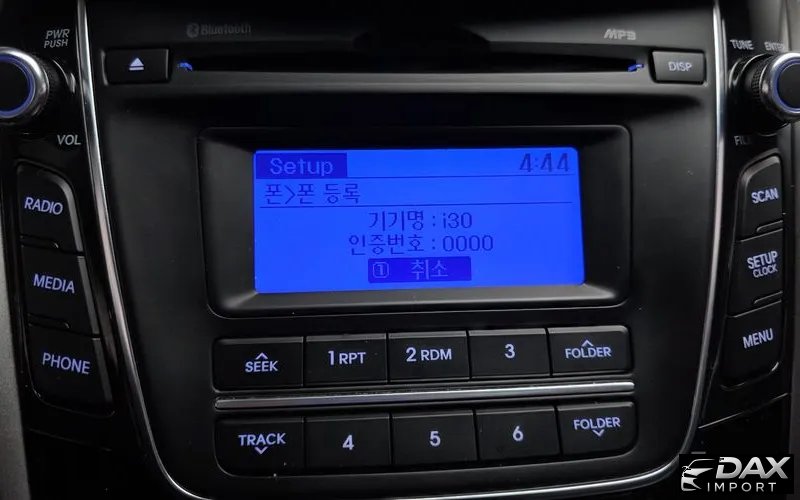 PWR
PUSH
Bluetooth
MP3
TUNE
ENTER
DISP
VOL
FILE
Setup 4:44
폰>폰 등록
기기명 : i30
인증번호 : 0000
1 취소
RADIO
MEDIA
PHONE
SCAN
SETUP
CLOCK
MENU
SEEK
1 RPT
2 RDM
3
FOLDER
TRACK
4
5
6
FOLDER
DAX
IMPORT